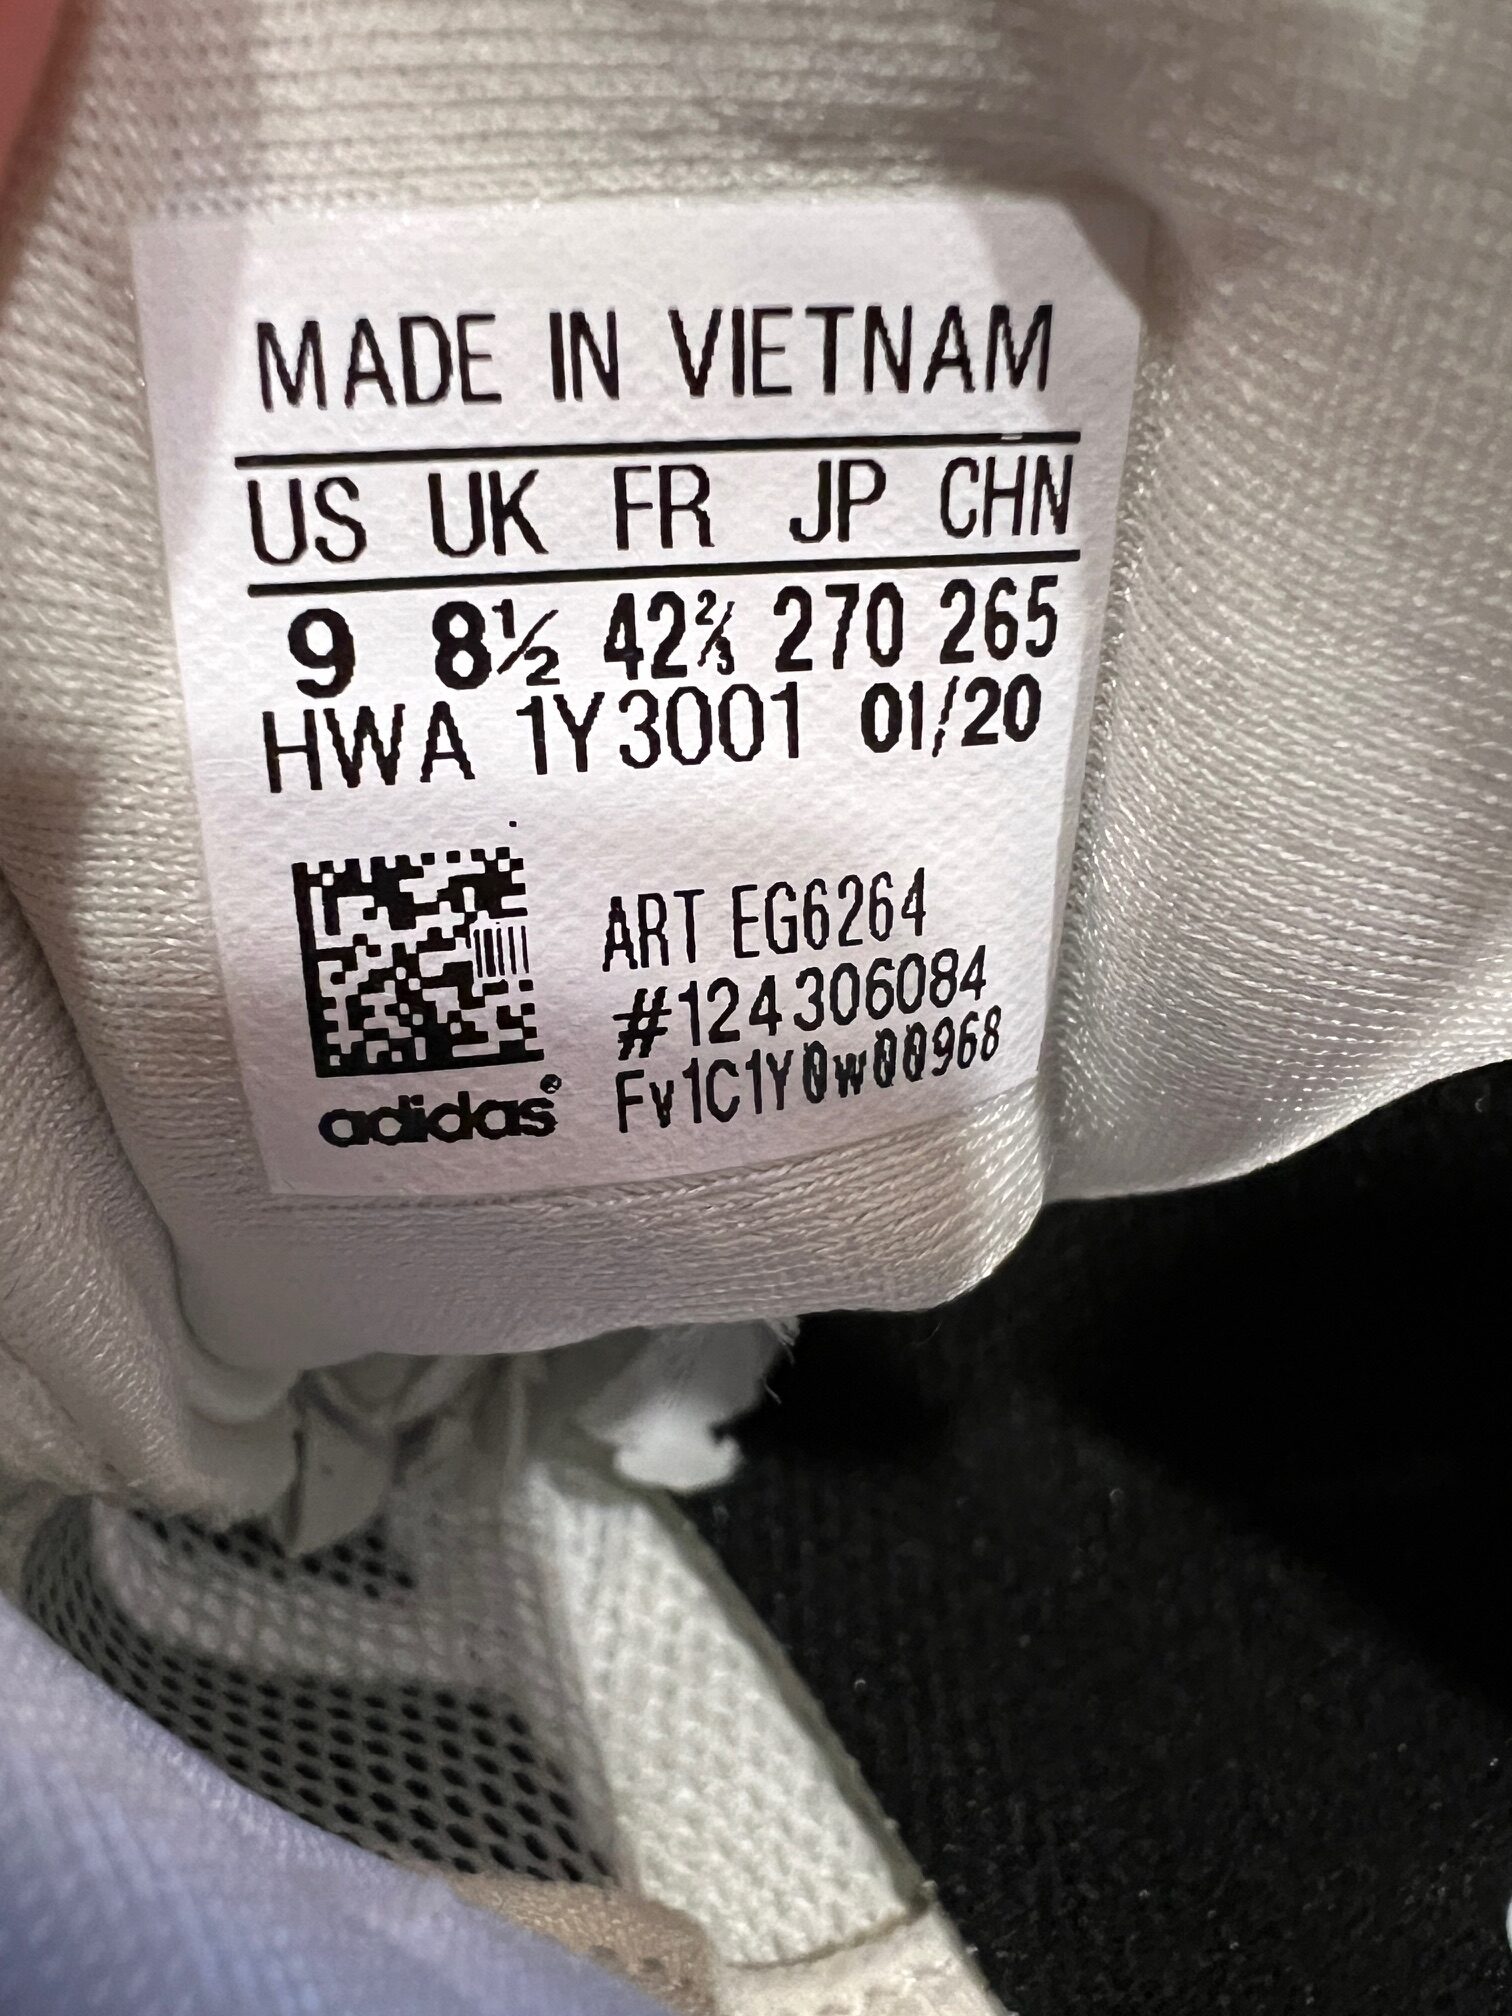 MADE IN VIETNAM
US UK FR JP CHN
9 8½ 42⅔ 270 265
HWA 1Y3001 01/20
ART EG6264
#124306084
Fv1C1Y0w00968
adidas®